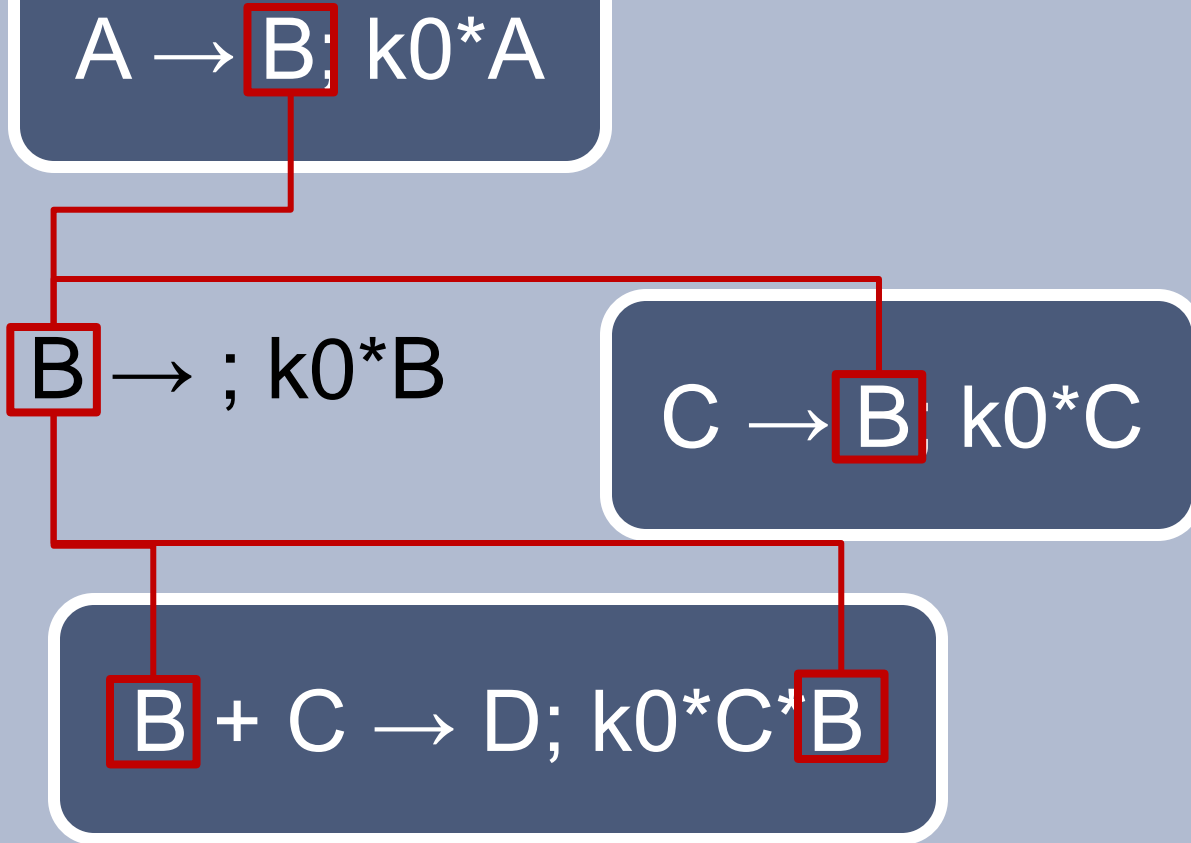 A → B; k0*A
B → ; k0*B
C → B; k0*C
B + C → D; k0*C*B